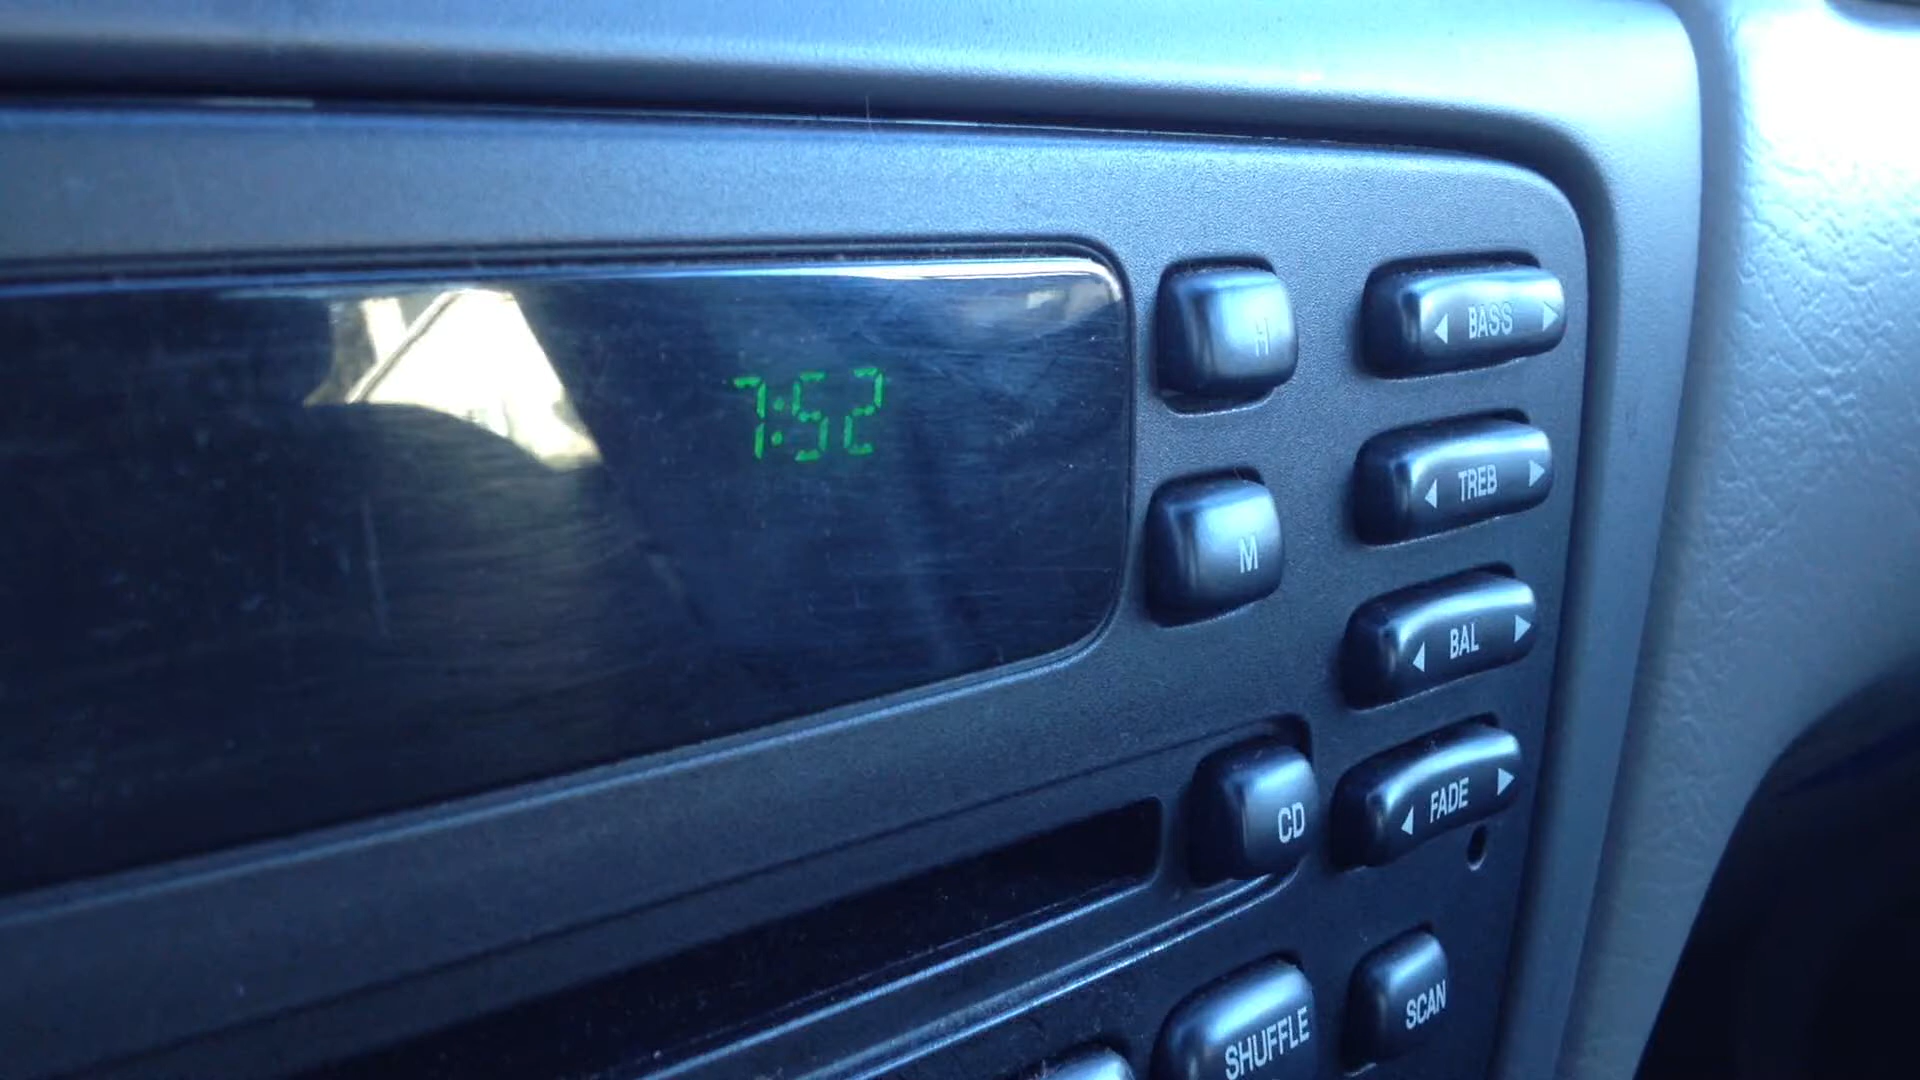 7:52
H
◀ BASS ▶
M
◀ TREB ▶
◀ BAL ▶
CD
◀ FADE ▶
SHUFFLE
SCAN